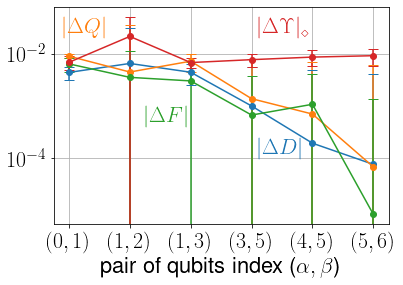 |ΔQ| |ΔΥ|⋄
10⁻²
|ΔF|
|ΔD|
10⁻⁴
(0, 1) (1, 2) (1, 3) (3, 5) (4, 5) (5, 6)
pair of qubits index (α, β)